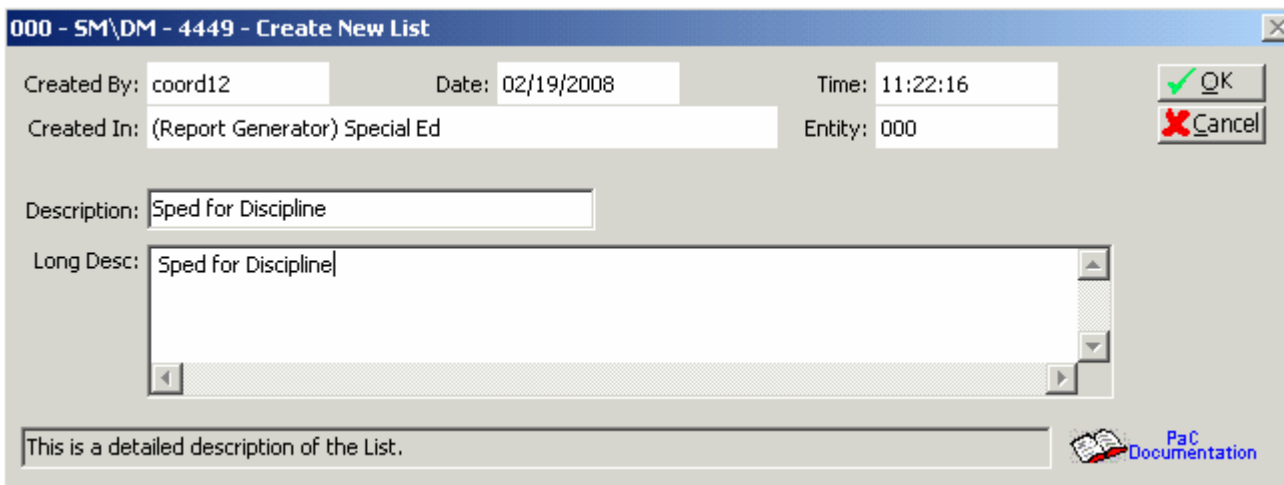 000 - SM\DM - 4449 - Create New List
Created By: coord12 Date: 02/19/2008 Time: 11:22:16 OK
Created In: (Report Generator) Special Ed Entity: 000 Cancel
Description: Sped for Discipline
Long Desc: Sped for Discipline
This is a detailed description of the List.
PaC
Documentation